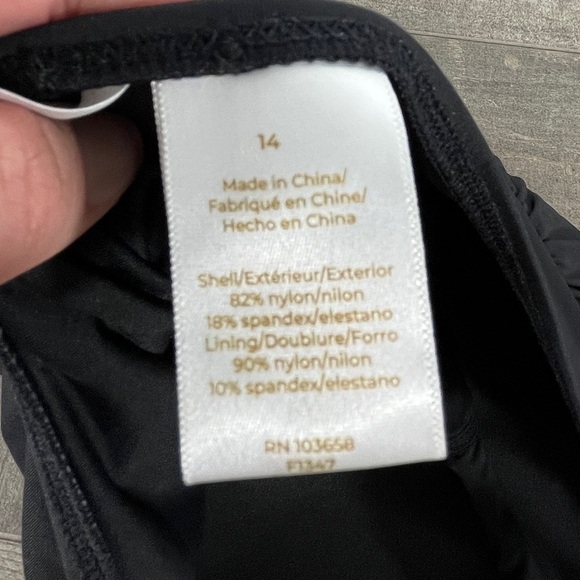 14
Made in China/
Fabriqué en Chine/
Hecho en China
Shell/Extérieur/Exterior
82% nylon/nilon
18% spandex/elestano
Lining/Doublure/Forro
90% nylon/nilon
10% spandex/elestano
RN 103658
F1347